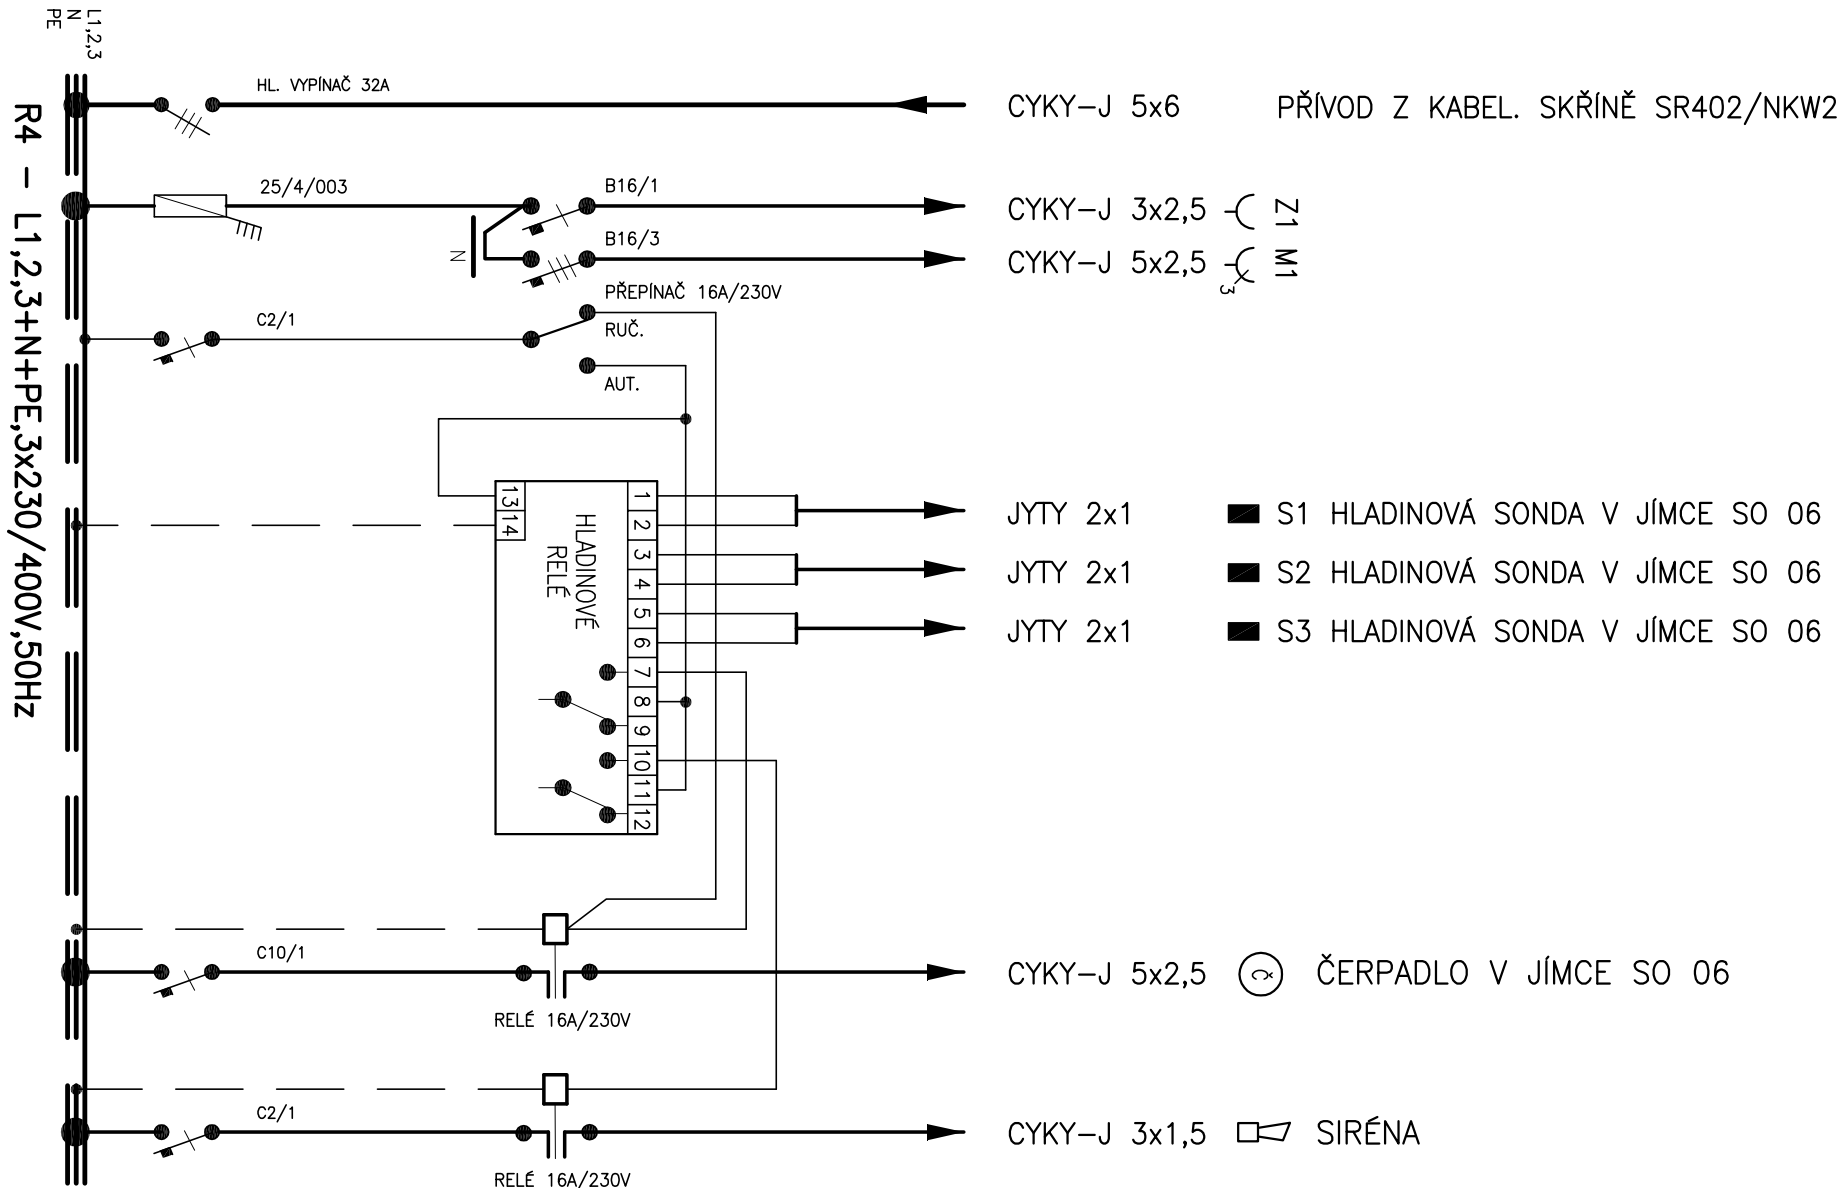 L1,2,3
N
PE
R4 - L1,2,3+N+PE,3x230/400V,50Hz
HL. VYPÍNAČ 32A
CYKY-J 5x6 PŘÍVOD Z KABEL. SKŘÍNĚ SR402/NKW2
25/4/003
B16/1
CYKY-J 3x2,5 Z1
N
B16/3
CYKY-J 5x2,5 3 M1
C2/1
PŘEPÍNAČ 16A/230V
RUČ.
AUT.
13 14
HLADINOVÉ
RELÉ
1
2
3
4
5
6
7
8
9
10
11
12
JYTY 2x1 S1 HLADINOVÁ SONDA V JÍMCE SO 06
JYTY 2x1 S2 HLADINOVÁ SONDA V JÍMCE SO 06
JYTY 2x1 S3 HLADINOVÁ SONDA V JÍMCE SO 06
C10/1
RELÉ 16A/230V
CYKY-J 5x2,5 Č ČERPADLO V JÍMCE SO 06
C2/1
RELÉ 16A/230V
CYKY-J 3x1,5 SIRÉNA